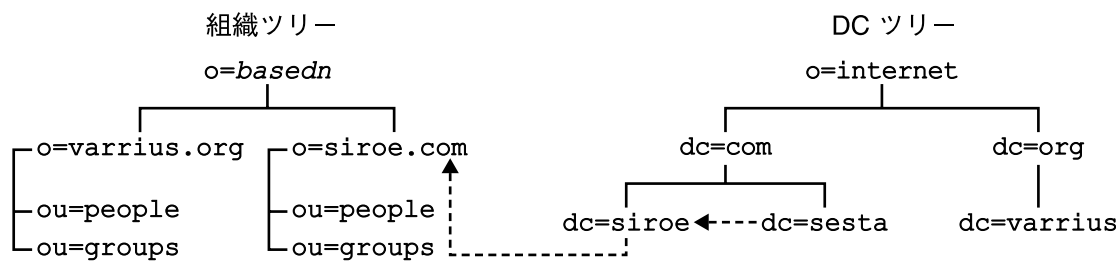 組織ツリー
o=basedn
o=varrius.org
ou=people
ou=groups
o=siroe.com
ou=people
ou=groups
DC ツリー
o=internet
dc=com
dc=org
dc=siroe
dc=sesta
dc=varrius